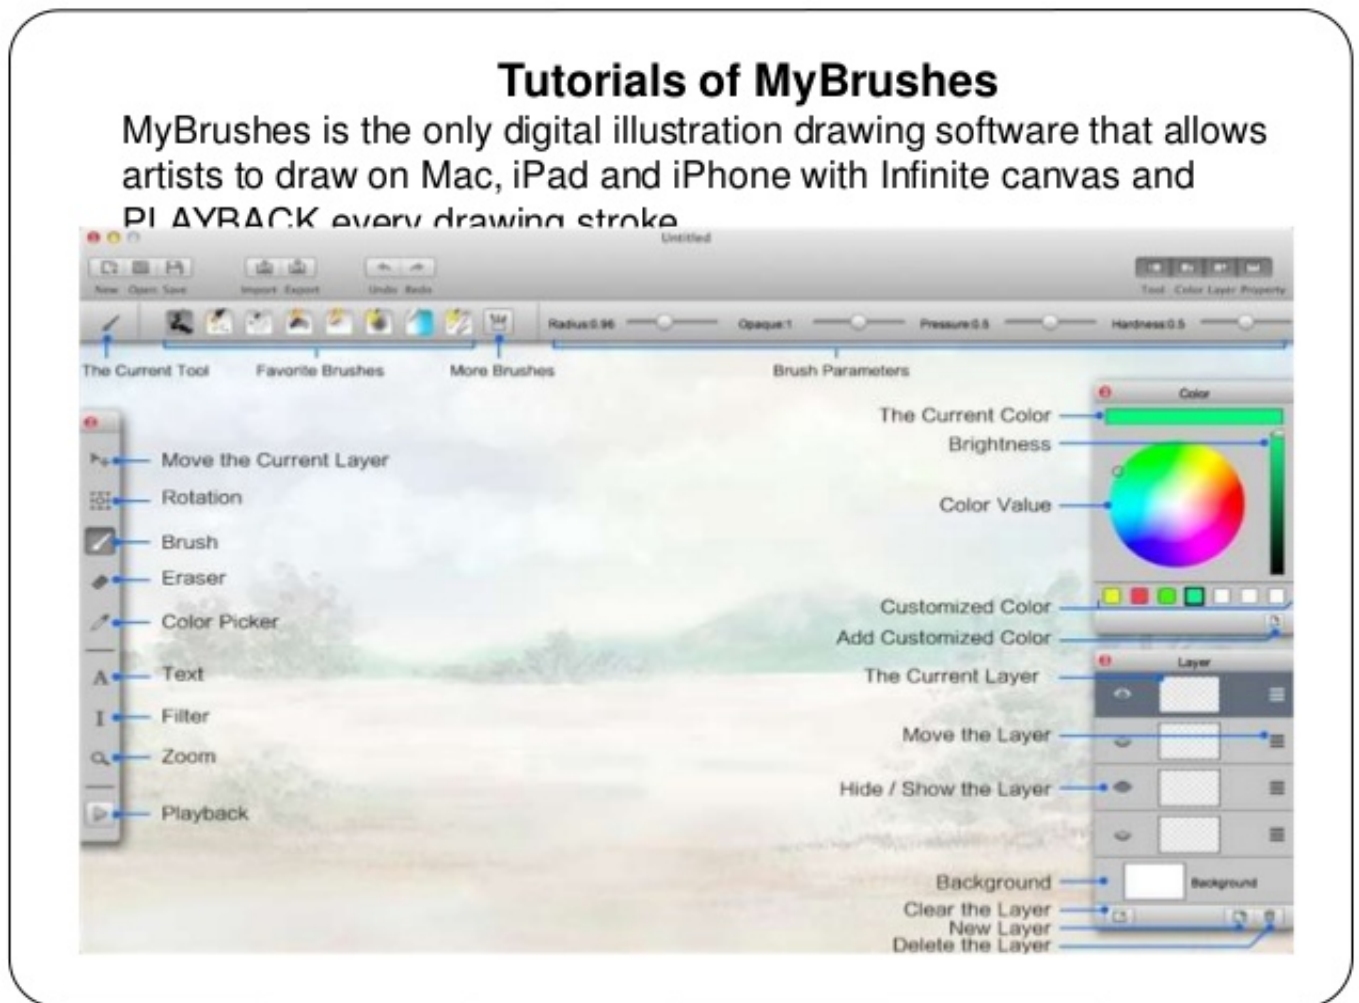 Tutorials of MyBrushes
MyBrushes is the only digital illustration drawing software that allows
artists to draw on Mac, iPad and iPhone with Infinite canvas and
PLAYBACK every drawing stroke
Untitled
New Open Save Import Export Undo Redo Tool Color Layer Property
Radius:0.96 Opaque:1 Pressure:0.5 Hardness:0.5
The Current Tool Favorite Brushes More Brushes Brush Parameters
Color
The Current Color
Brightness
Move the Current Layer
Rotation
Color Value
Brush
Eraser
Customized Color
Color Picker
Add Customized Color
Layer
Text
The Current Layer
Filter
Move the Layer
Zoom
Hide / Show the Layer
Playback
Background Background
Clear the Layer
New Layer
Delete the Layer